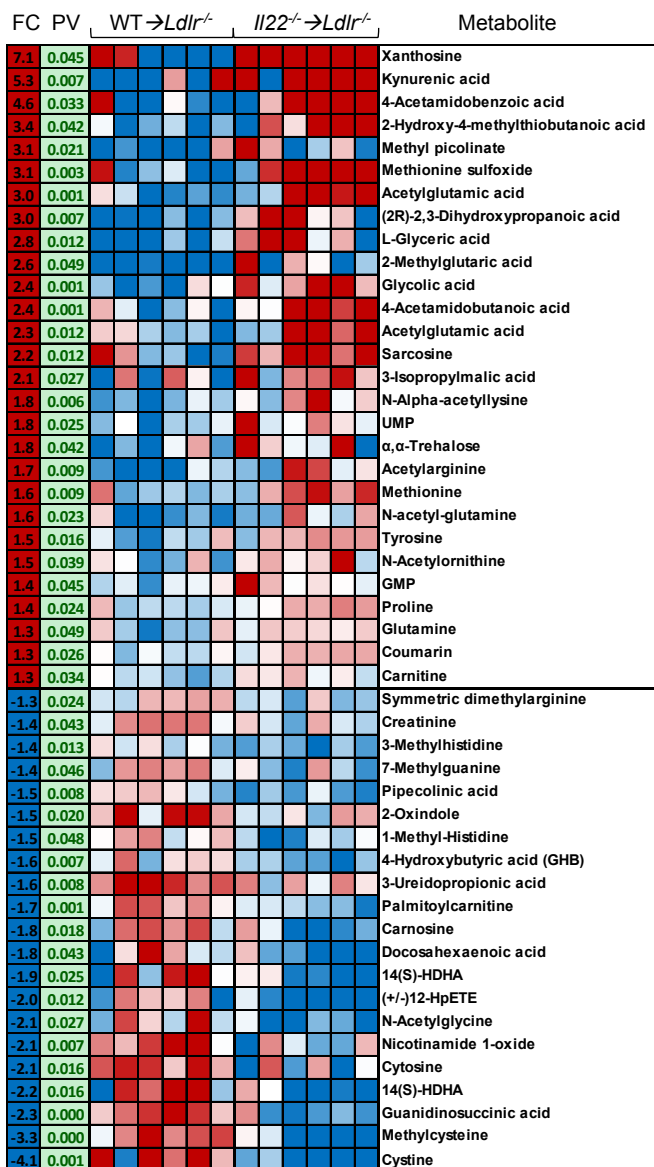 FC PV WT→Ldlr-/- Il22-/-→Ldlr-/- Metabolite
7.1 0.045 Xanthosine
5.3 0.007 Kynurenic acid
4.6 0.033 4-Acetamidobenzoic acid
3.4 0.042 2-Hydroxy-4-methylthiobutanoic acid
3.1 0.021 Methyl picolinate
3.1 0.003 Methionine sulfoxide
3.0 0.001 Acetylglutamic acid
3.0 0.007 (2R)-2,3-Dihydroxypropanoic acid
2.8 0.012 L-Glyceric acid
2.6 0.049 2-Methylglutaric acid
2.4 0.001 Glycolic acid
2.4 0.001 4-Acetamidobutanoic acid
2.3 0.012 Acetylglutamic acid
2.2 0.012 Sarcosine
2.1 0.027 3-Isopropylmalic acid
1.8 0.006 N-Alpha-acetyllysine
1.8 0.025 UMP
1.8 0.042 α,α-Trehalose
1.7 0.009 Acetylarginine
1.6 0.009 Methionine
1.6 0.023 N-acetyl-glutamine
1.5 0.016 Tyrosine
1.5 0.039 N-Acetylornithine
1.4 0.045 GMP
1.4 0.024 Proline
1.3 0.049 Glutamine
1.3 0.026 Coumarin
1.3 0.034 Carnitine
-1.3 0.024 Symmetric dimethylarginine
-1.4 0.043 Creatinine
-1.4 0.013 3-Methylhistidine
-1.4 0.046 7-Methylguanine
-1.5 0.008 Pipecolinic acid
-1.5 0.020 2-Oxindole
-1.5 0.048 1-Methyl-Histidine
-1.6 0.007 4-Hydroxybutyric acid (GHB)
-1.6 0.008 3-Ureidopropionic acid
-1.7 0.001 Palmitoylcarnitine
-1.8 0.018 Carnosine
-1.8 0.043 Docosahexaenoic acid
-1.9 0.025 14(S)-HDHA
-2.0 0.012 (+/-)12-HpETE
-2.1 0.027 N-Acetylglycine
-2.1 0.007 Nicotinamide 1-oxide
-2.1 0.016 Cytosine
-2.2 0.016 14(S)-HDHA
-2.3 0.000 Guanidinosuccinic acid
-3.3 0.000 Methylcysteine
-4.1 0.001 Cystine